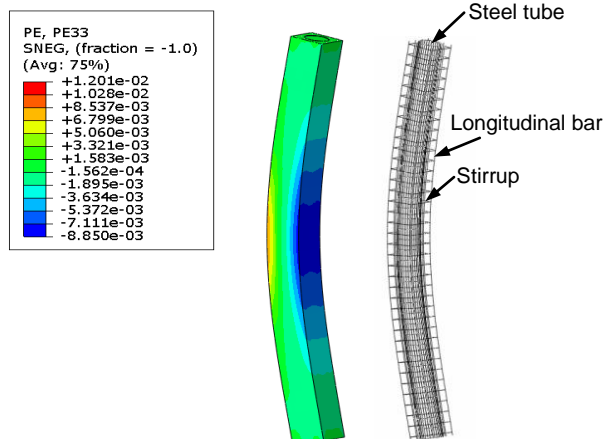 PE, PE33
SNEG, (fraction = -1.0)
(Avg: 75%)
+1.201e-02
+1.028e-02
+8.537e-03
+6.799e-03
+5.060e-03
+3.321e-03
+1.583e-03
-1.562e-04
-1.895e-03
-3.634e-03
-5.372e-03
-7.111e-03
-8.850e-03
Steel tube
Longitudinal bar
Stirrup